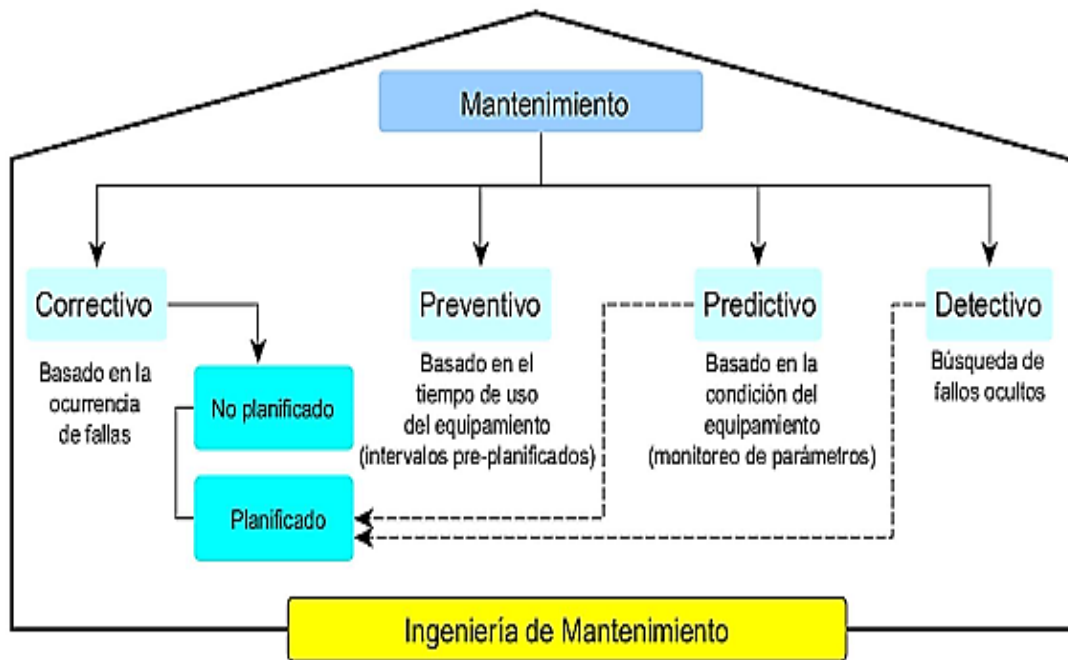 Mantenimiento
Correctivo
Basado en la
ocurrencia
de fallas
No planificado
Planificado
Preventivo
Basado en el
tiempo de uso
del equipamiento
(intervalos pre-planificados)
Predictivo
Basado en la
condición del
equipamiento
(monitoreo de parámetros)
Detectivo
Búsqueda de
fallos ocultos
Ingeniería de Mantenimiento